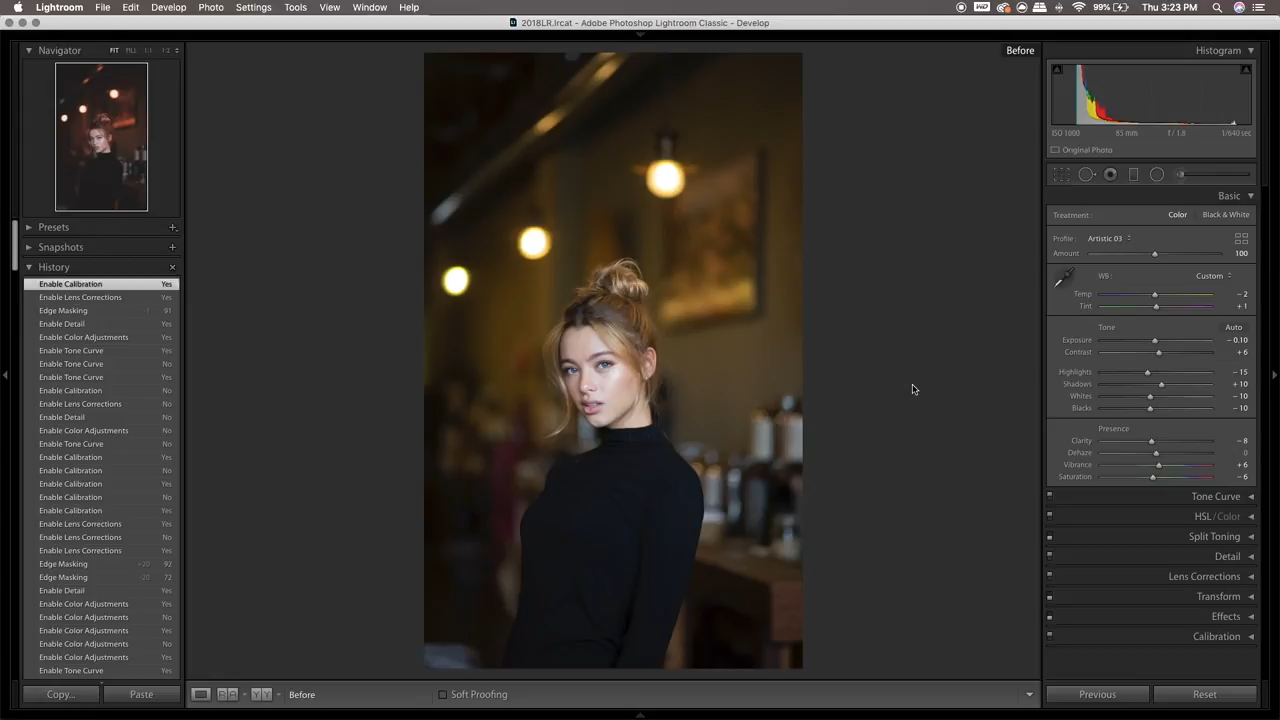 Lightroom File Edit Develop Photo Settings Tools View Window Help 99% Thu 3:23 PM
2018LR.lrcat - Adobe Photoshop Lightroom Classic - Develop
Navigator FIT FILL 1:1 1:2
Presets
Snapshots
History
Enable Calibration Yes
Enable Lens Corrections Yes
Edge Masking 1 91
Enable Detail Yes
Enable Color Adjustments Yes
Enable Tone Curve Yes
Enable Tone Curve No
Enable Tone Curve Yes
Enable Calibration No
Enable Lens Corrections No
Enable Detail No
Enable Color Adjustments No
Enable Tone Curve No
Enable Calibration Yes
Enable Calibration No
Enable Calibration Yes
Enable Calibration No
Enable Calibration Yes
Enable Lens Corrections Yes
Enable Lens Corrections No
Enable Lens Corrections Yes
Edge Masking +20 92
Edge Masking -20 72
Enable Detail Yes
Enable Color Adjustments Yes
Enable Color Adjustments No
Enable Color Adjustments Yes
Enable Color Adjustments No
Enable Color Adjustments Yes
Enable Tone Curve Yes
Copy... Paste
Before
Before
Soft Proofing
Histogram
ISO 1000 85 mm f / 1.8 1/640 sec
Original Photo
Basic
Treatment: Color Black & White
Profile: Artistic 03
Amount 100
WB: Custom
Temp - 2
Tint + 1
Tone Auto
Exposure - 0.10
Contrast + 6
Highlights - 15
Shadows + 10
Whites - 10
Blacks - 10
Presence
Clarity - 8
Dehaze 0
Vibrance + 6
Saturation - 6
Tone Curve
HSL / Color
Split Toning
Detail
Lens Corrections
Transform
Effects
Calibration
Previous Reset